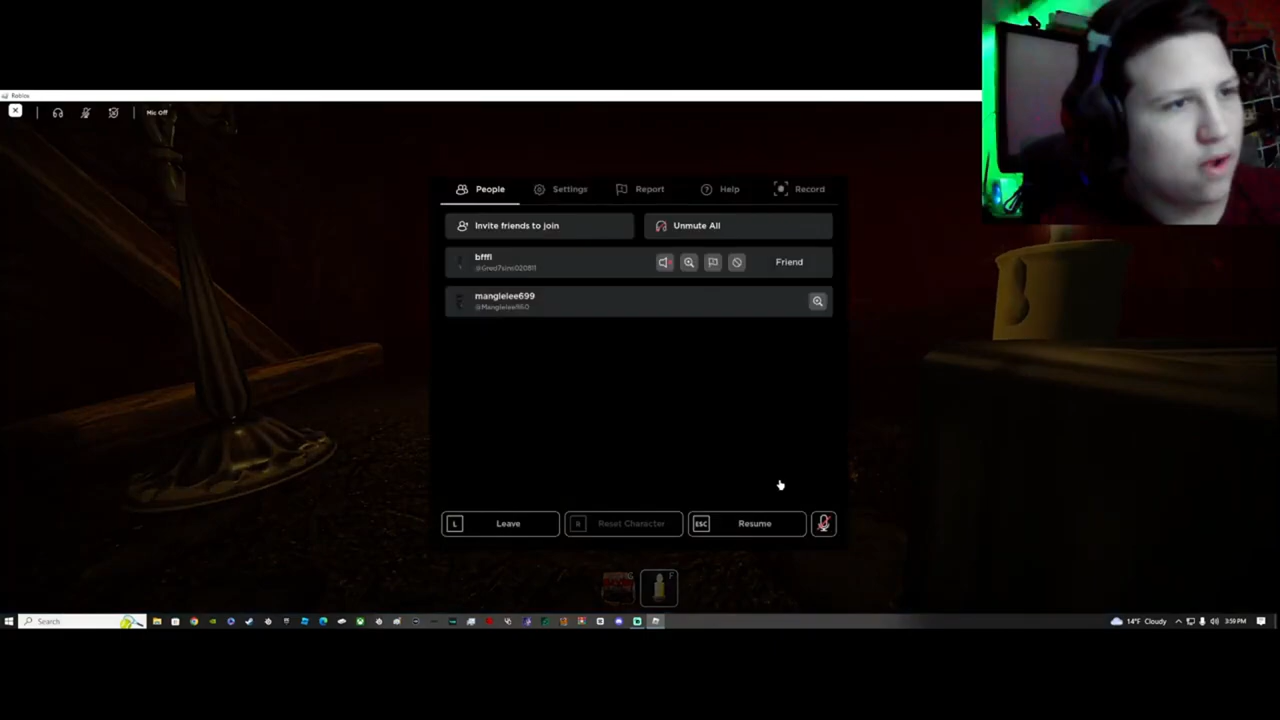 Roblox
Mic Off
People Settings Report Help Record
Invite friends to join Unmute All
bfffl
Friend
manglelee699
L Leave R Reset Character ESC Resume
F
Search
14°F Cloudy 3:59 PM